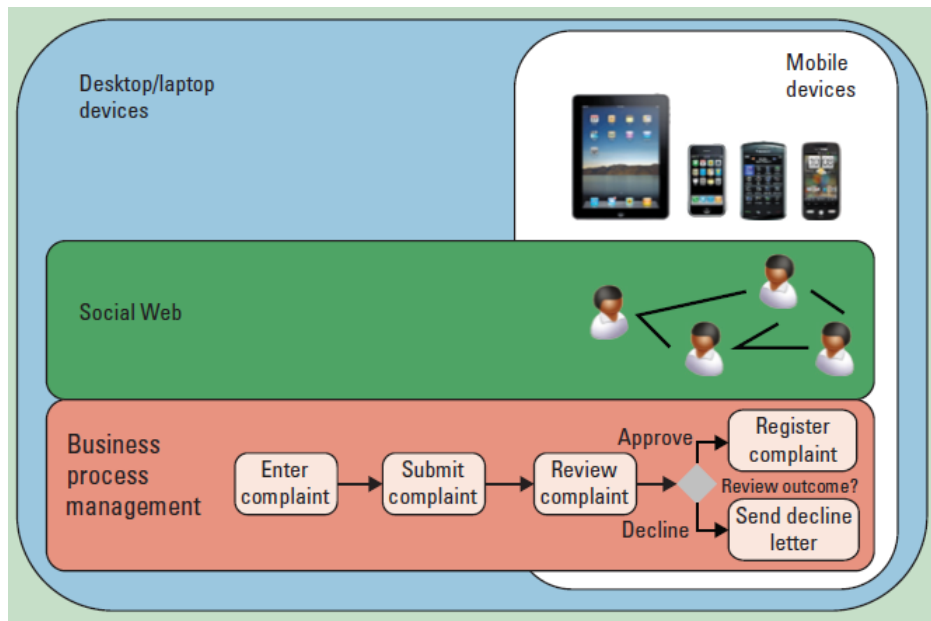 Desktop/laptop
devices
Mobile
devices
Social Web
Business
process
management
Enter
complaint
Submit
complaint
Review
complaint
Approve
Decline
Review outcome?
Register
complaint
Send decline
letter